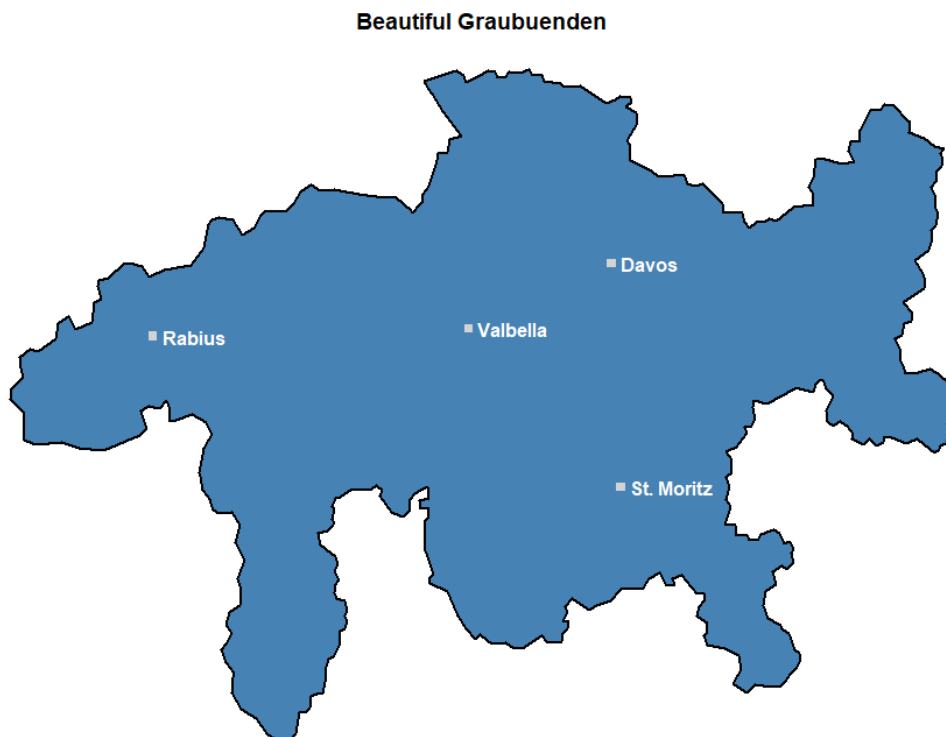 Beautiful Graubuenden
Davos
Valbella
Rabius
St. Moritz